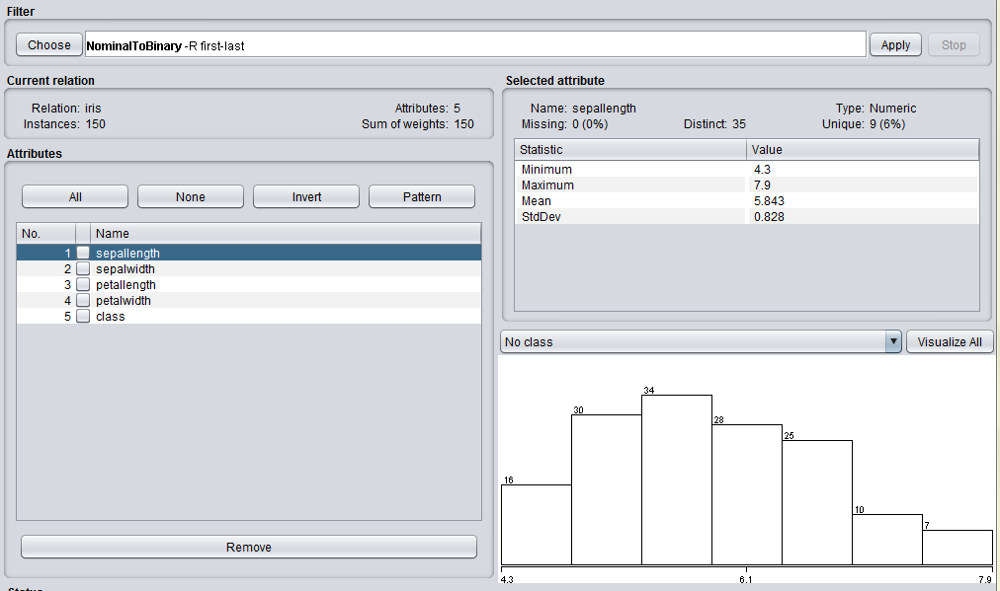 Filter
Choose NominalToBinary -R first-last Apply Stop
Current relation
Relation: iris Attributes: 5
Instances: 150 Sum of weights: 150
Attributes
All None Invert Pattern
No. Name
1 sepallength
2 sepalwidth
3 petallength
4 petalwidth
5 class
Remove
Selected attribute
Name: sepallength Type: Numeric
Missing: 0 (0%) Distinct: 35 Unique: 9 (6%)
Statistic Value
Minimum 4.3
Maximum 7.9
Mean 5.843
StdDev 0.828
No class Visualize All
16 30 34 28 25 10 7
4.3 6.1 7.9